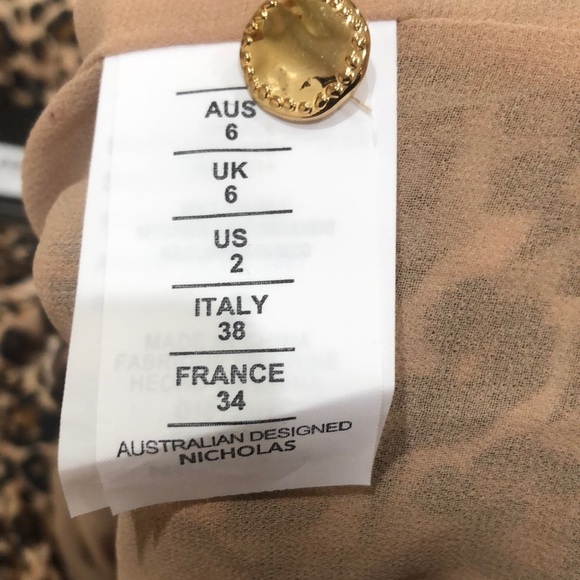 AUS
6
UK
6
US
2
ITALY
38
FRANCE
34
AUSTRALIAN DESIGNED
NICHOLAS